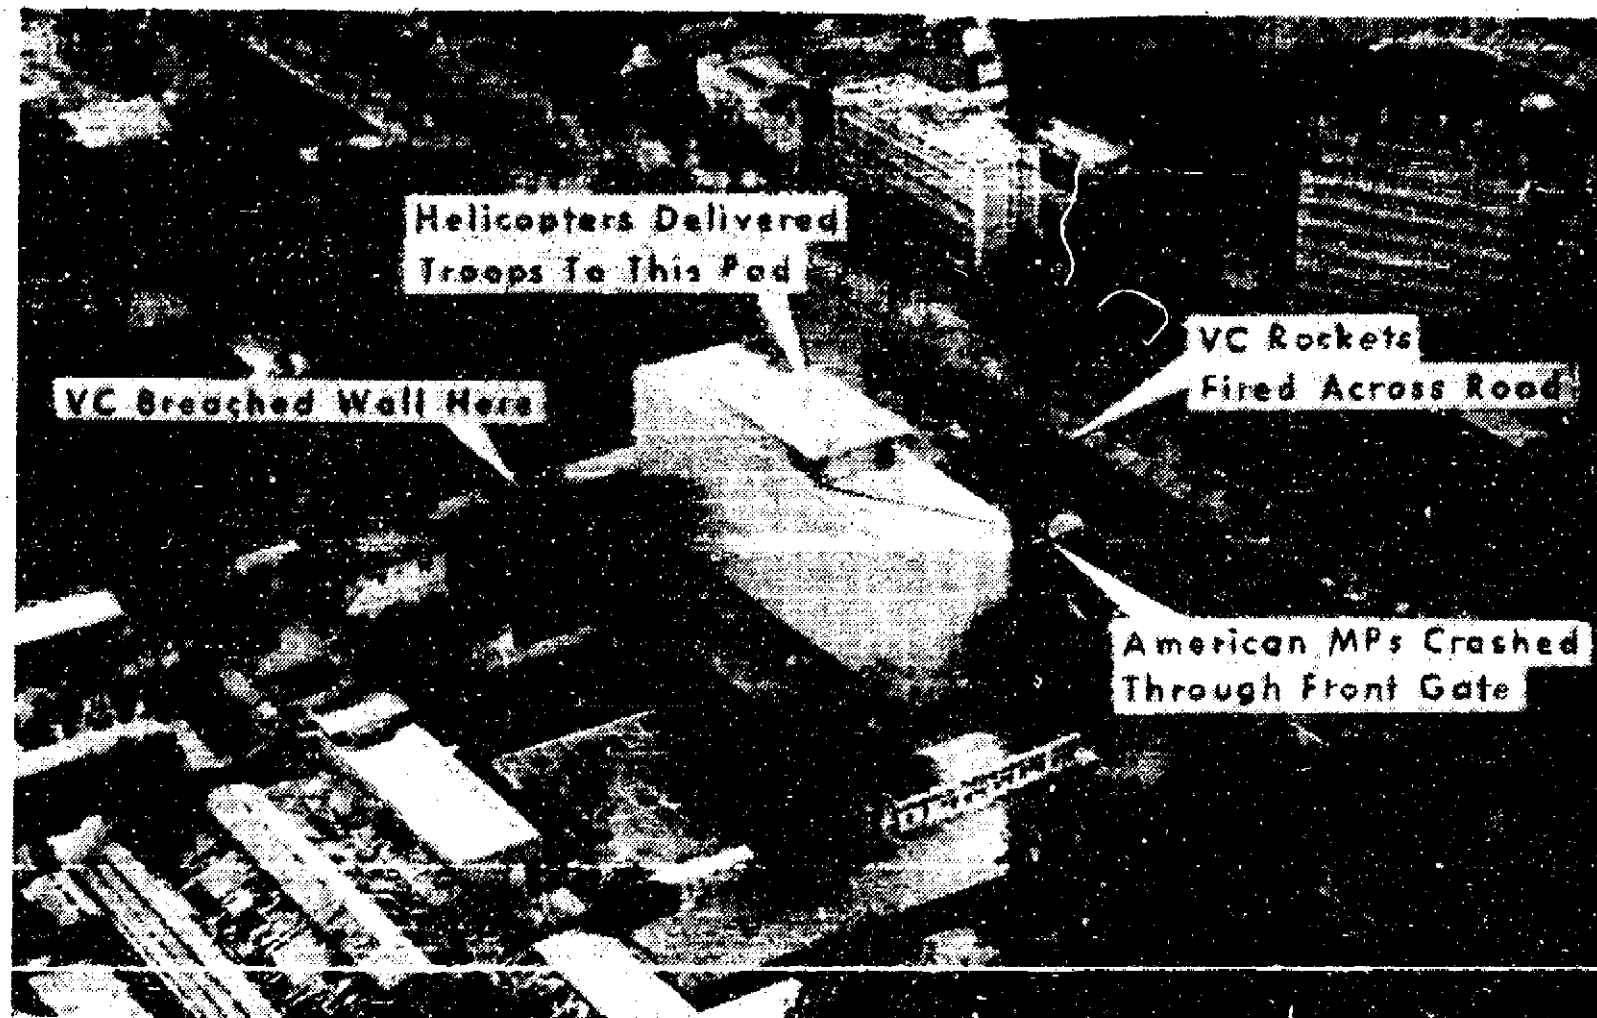 Helicopters Delivered
Troops To This Pad
VC Rockets
Fired Across Road
VC Breached Wall Here
American MPs Crashed
Through Front Gate